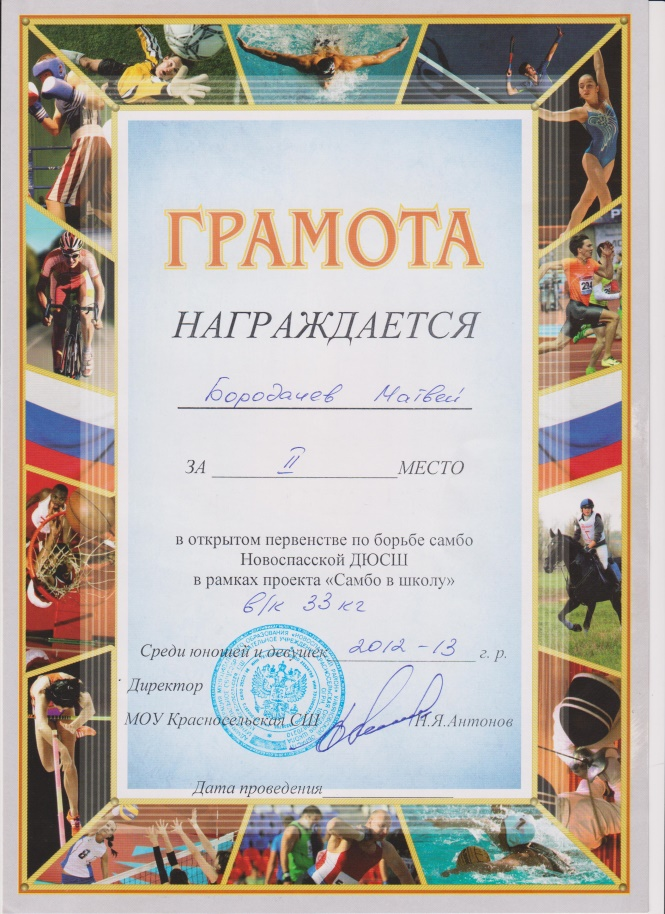 ГРАМОТА
НАГРАЖДАЕТСЯ
Бородачев Матвей
ЗА II МЕСТО
в открытом первенстве по борьбе самбо
Новоспасской ДЮСШ
в рамках проекта «Самбо в школу»
в/к 33 кг
Среди юношей и девушек 2012-13 г. р.
Директор
МОУ Красносельская СШ Н.Я.Антонов
Дата проведения